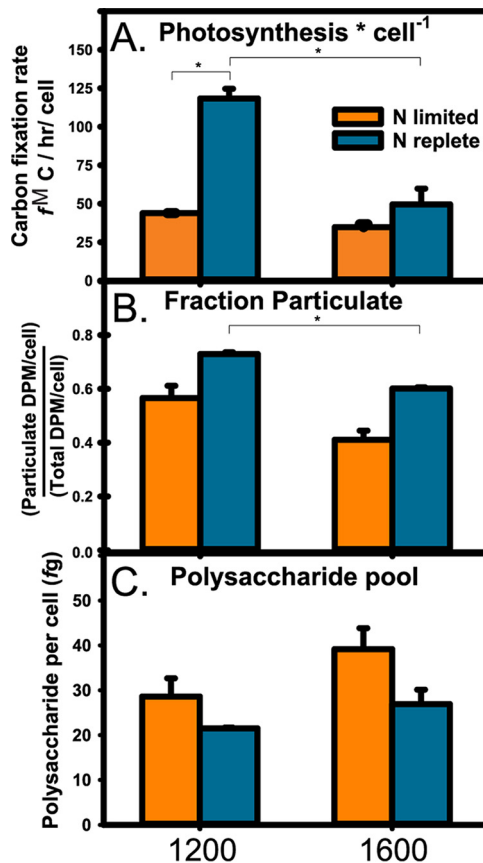 A. Photosynthesis * cell-1
Carbon fixation rate
fM C / hr/ cell
150
125
100
75
50
25
0
*
*
N limited
N replete
B. Fraction Particulate
(Particulate DPM/cell)
(Total DPM/cell)
0.8
0.6
0.4
0.2
0.0
*
C. Polysaccharide pool
Polysaccharide per cell (fg)
50
40
30
20
10
0
1200 1600